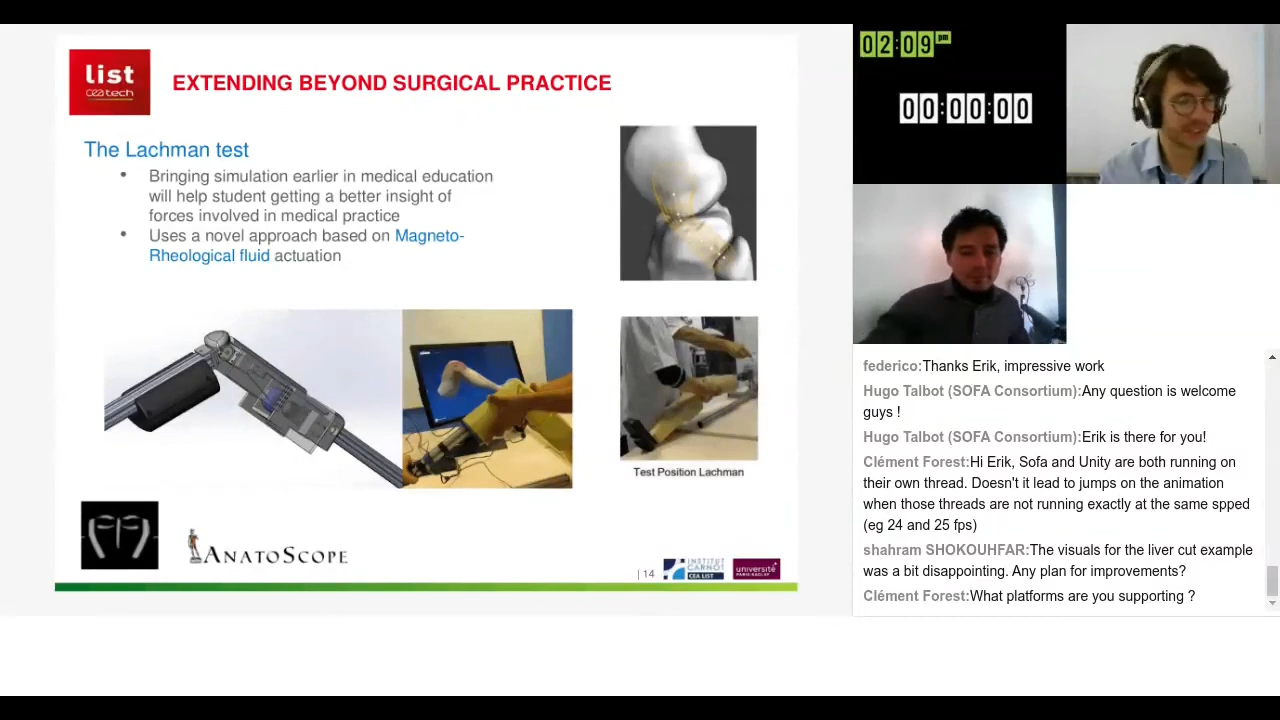 list
ceatech
EXTENDING BEYOND SURGICAL PRACTICE
The Lachman test
• Bringing simulation earlier in medical education
will help student getting a better insight of
forces involved in medical practice
• Uses a novel approach based on Magneto-
Rheological fluid actuation
Test Position Lachman
ANATOSCOPE
| 14
INSTITUT
CARNOT
CEA LIST
université
PARIS-SACLAY
02:09 pm
00:00:00
federico:Thanks Erik, impressive work
Hugo Talbot (SOFA Consortium):Any question is welcome
guys !
Hugo Talbot (SOFA Consortium):Erik is there for you!
Clément Forest:Hi Erik, Sofa and Unity are both running on
their own thread. Doesn't it lead to jumps on the animation
when those threads are not running exactly at the same spped
(eg 24 and 25 fps)
shahram SHOKOUHFAR:The visuals for the liver cut example
was a bit disappointing. Any plan for improvements?
Clément Forest:What platforms are you supporting ?